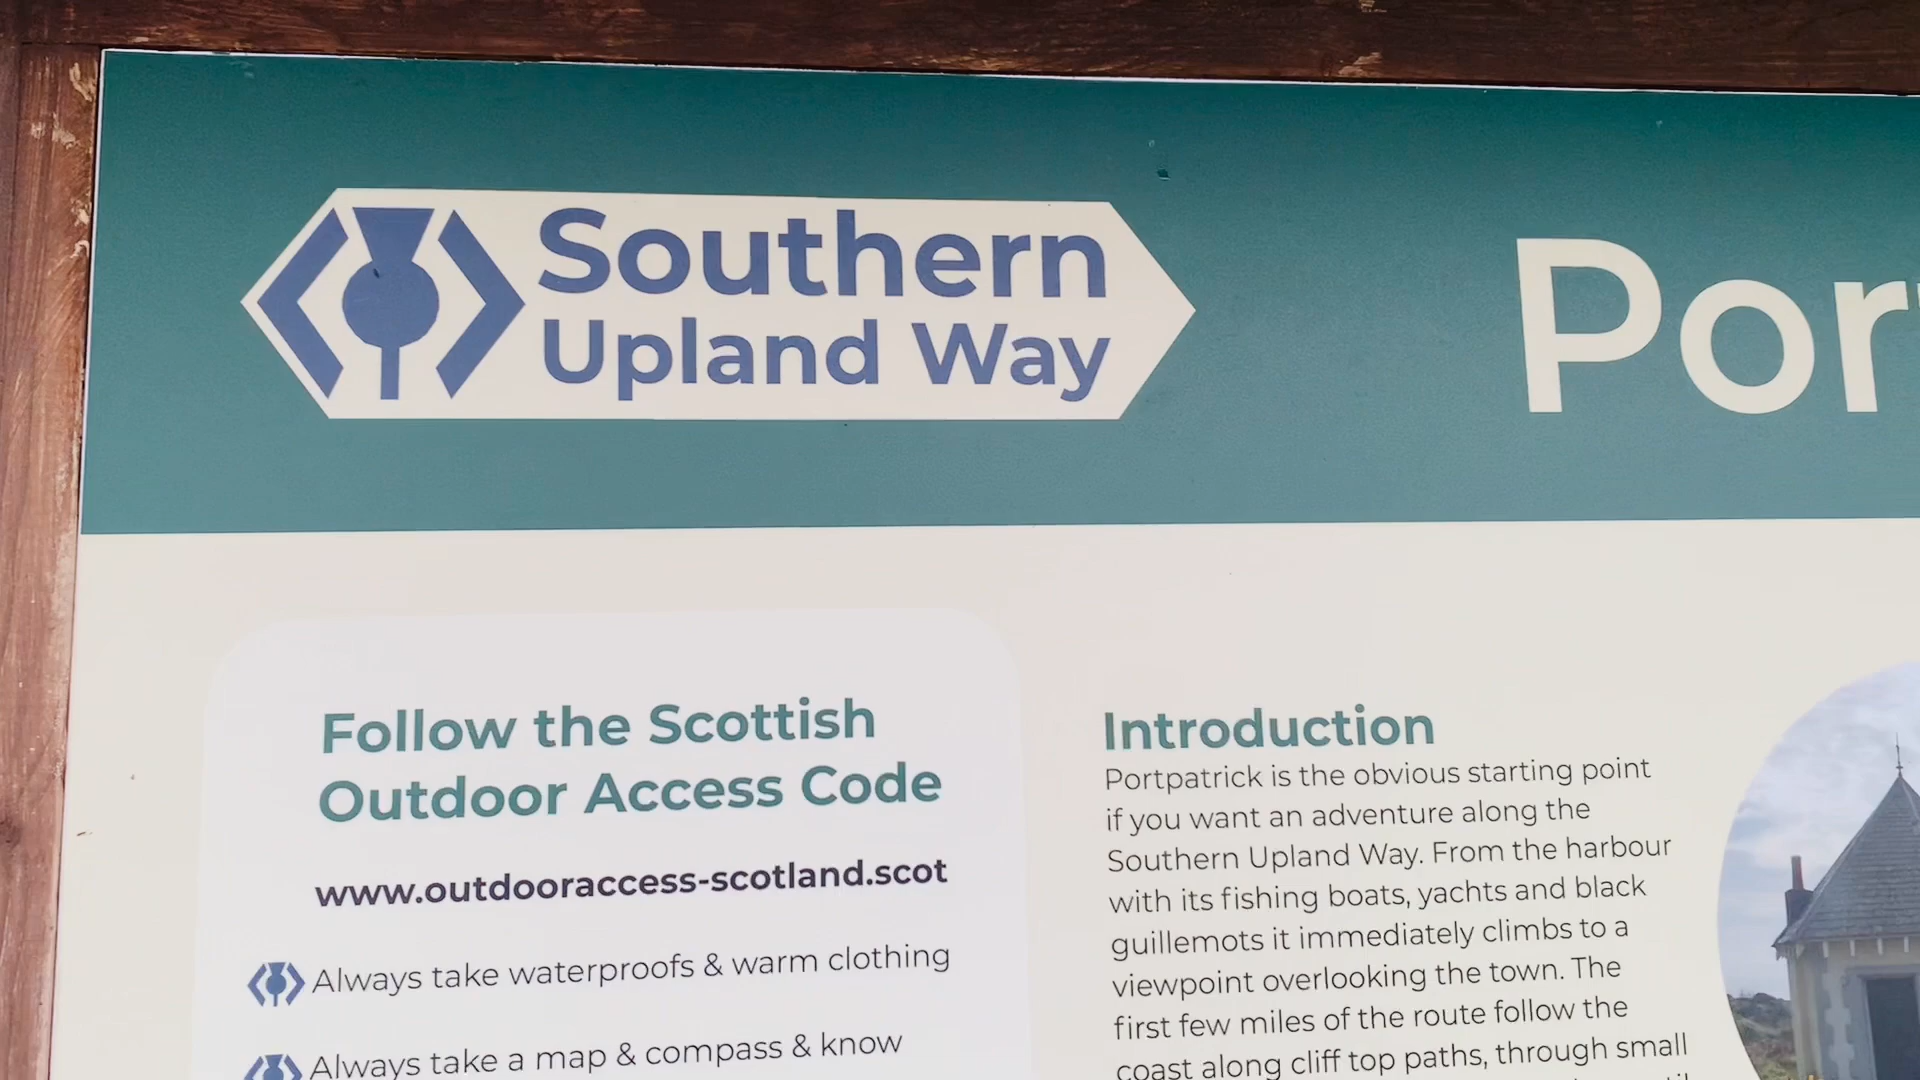 Southern
Upland Way
Por
Follow the Scottish
Outdoor Access Code
www.outdooraccess-scotland.scot
Always take waterproofs & warm clothing
Always take a map & compass & know
Introduction
Portpatrick is the obvious starting point
if you want an adventure along the
Southern Upland Way. From the harbour
with its fishing boats, yachts and black
guillemots it immediately climbs to a
viewpoint overlooking the town. The
first few miles of the route follow the
coast along cliff top paths, through small